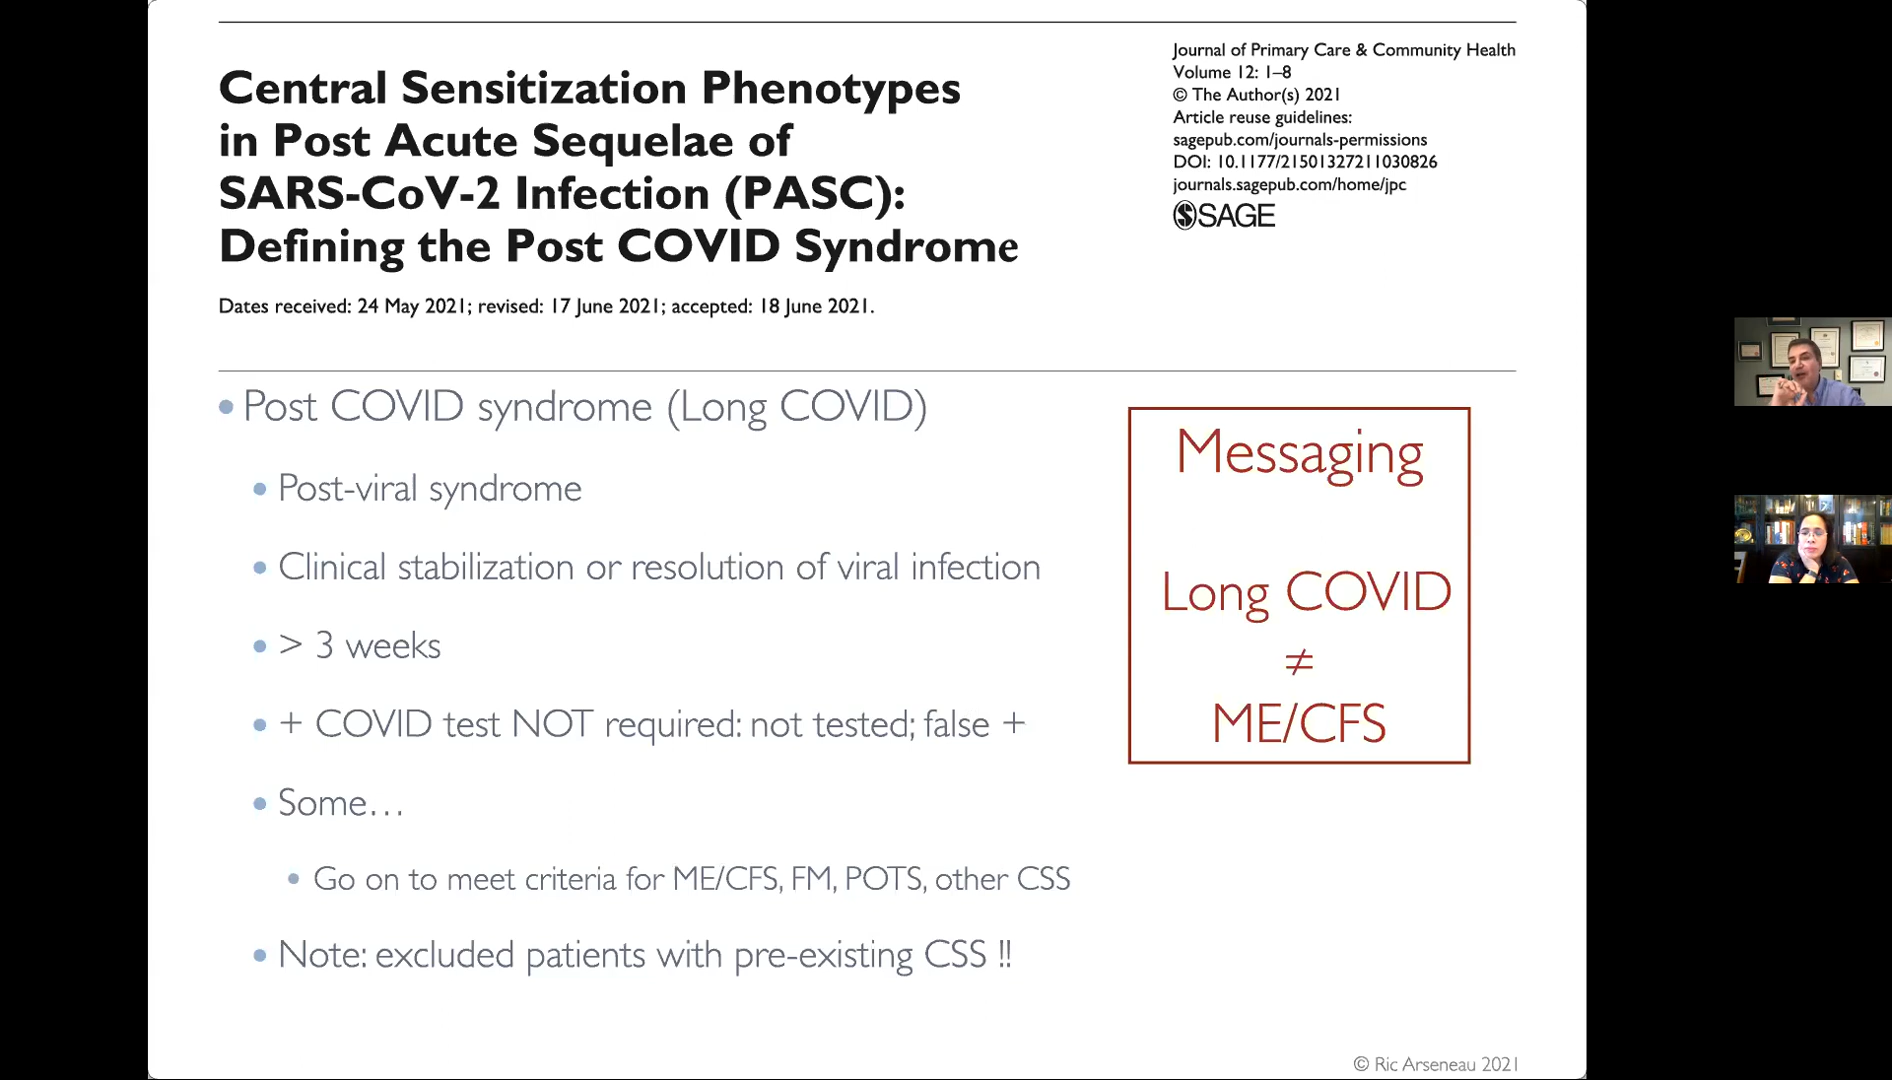 Central Sensitization Phenotypes
in Post Acute Sequelae of
SARS-CoV-2 Infection (PASC):
Defining the Post COVID Syndrome
Dates received: 24 May 2021; revised: 17 June 2021; accepted: 18 June 2021.
Journal of Primary Care & Community Health
Volume 12: 1–8
© The Author(s) 2021
Article reuse guidelines:
sagepub.com/journals-permissions
DOI: 10.1177/21501327211030826
journals.sagepub.com/home/jpc
SAGE
• Post COVID syndrome (Long COVID)
• Post-viral syndrome
• Clinical stabilization or resolution of viral infection
• > 3 weeks
• + COVID test NOT required: not tested; false +
• Some…
• Go on to meet criteria for ME/CFS, FM, POTS, other CSS
• Note: excluded patients with pre-existing CSS !!
Messaging
Long COVID
≠
ME/CFS
© Ric Arseneau 2021